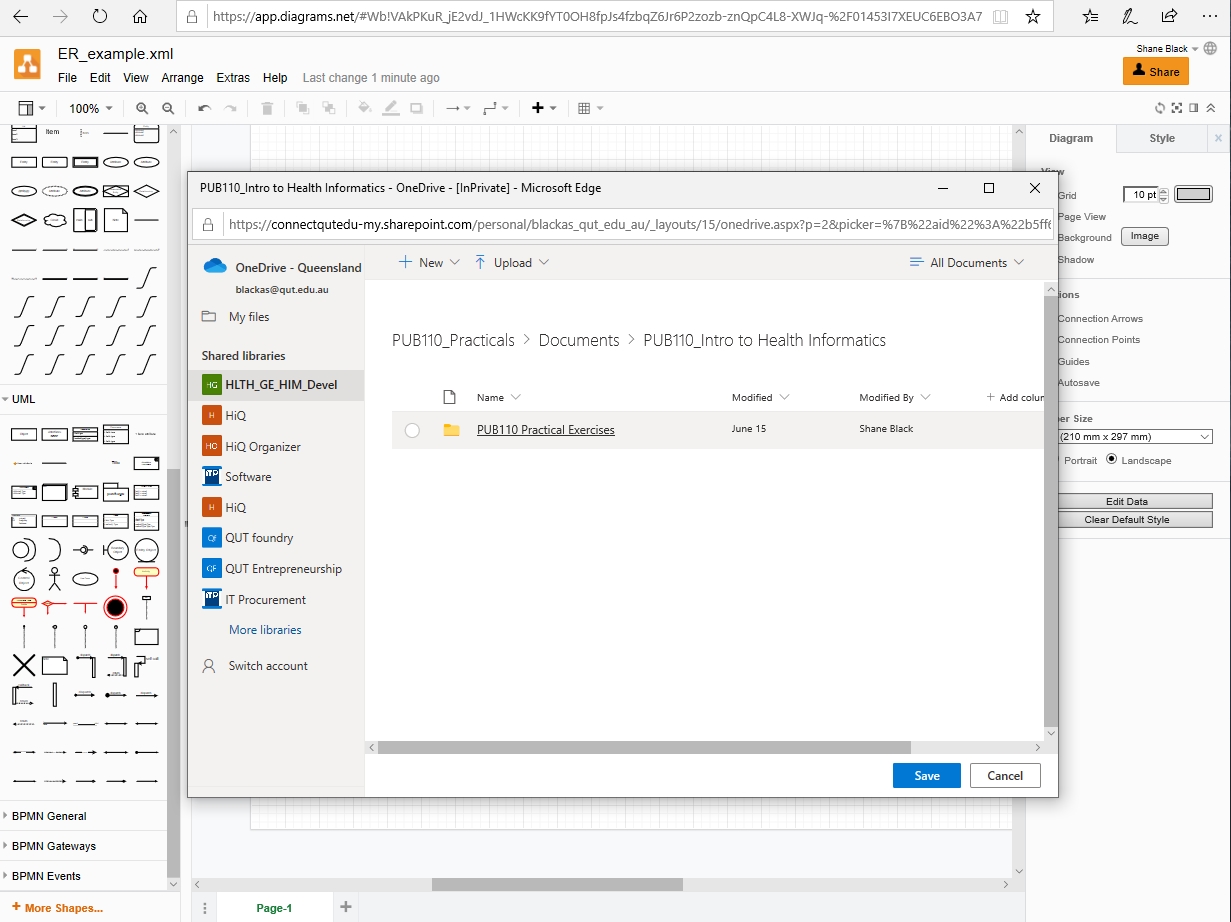 https://app.diagrams.net/#Wb!VAkPKuR_jE2vdJ_1HWcKK9fYT0OH8fpJs4fzbqZ6Jr6P2zozb-znQpC4L8-XWJq-%2F01453I7XEUC6EBO3A7
ER_example.xml
Shane Black
File Edit View Arrange Extras Help Last change 1 minute ago
Share
100%
Item
Diagram Style
PUB110_Intro to Health Informatics - OneDrive - [InPrivate] - Microsoft Edge
View
Grid 10 pt
Page View
Background Image
Shadow
https://connectqutedu-my.sharepoint.com/personal/blackas_qut_edu_au/_layouts/15/onedrive.aspx?p=2&picker=%7B%22aid%22%3A%22b5ff6
OneDrive - Queensland
blackas@qut.edu.au
New Upload All Documents
My files
Shared libraries
HG HLTH_GE_HIM_Devel
H HiQ
HO HiQ Organizer
ITP Software
H HiQ
QF QUT foundry
QF QUT Entrepreneurship
ITP IT Procurement
More libraries
Switch account
PUB110_Practicals > Documents > PUB110_Intro to Health Informatics
Name Modified Modified By + Add colum
PUB110 Practical Exercises June 15 Shane Black
Save Cancel
ions
Connection Arrows
Connection Points
Guides
Autosave
per Size
(210 mm x 297 mm)
Portrait Landscape
Edit Data
Clear Default Style
UML
BPMN General
BPMN Gateways
BPMN Events
+ More Shapes...
Page-1